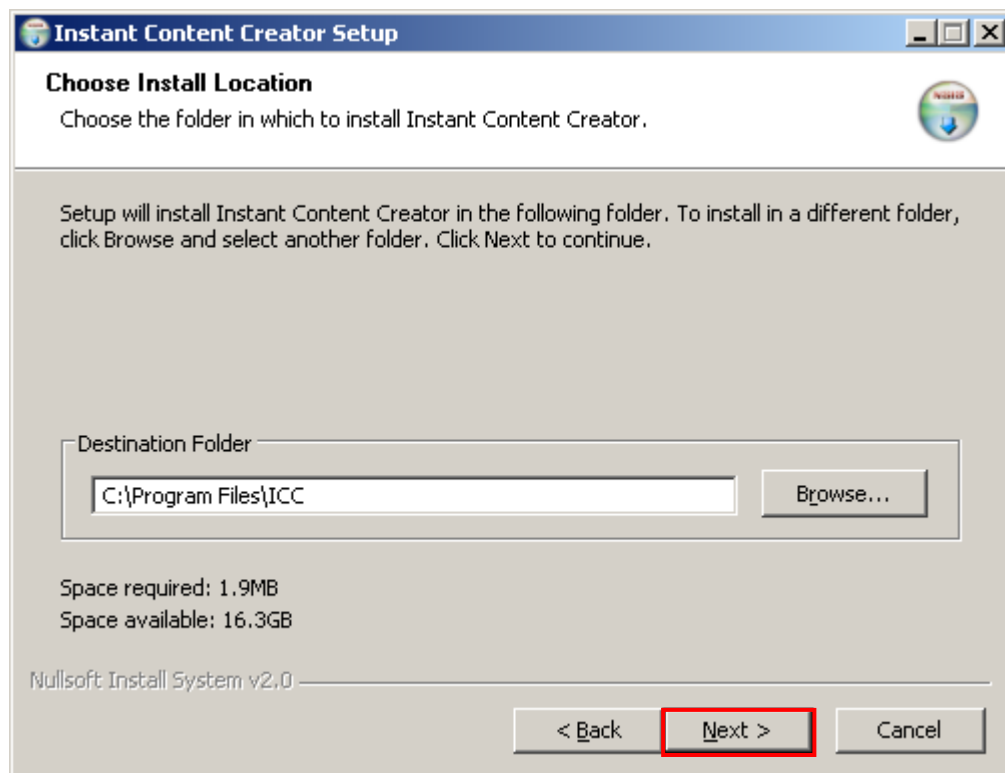 Instant Content Creator Setup
Choose Install Location
Choose the folder in which to install Instant Content Creator.
Setup will install Instant Content Creator in the following folder. To install in a different folder,
click Browse and select another folder. Click Next to continue.
Destination Folder
C:\Program Files\ICC
Browse...
Space required: 1.9MB
Space available: 16.3GB
Nullsoft Install System v2.0
< Back
Next >
Cancel